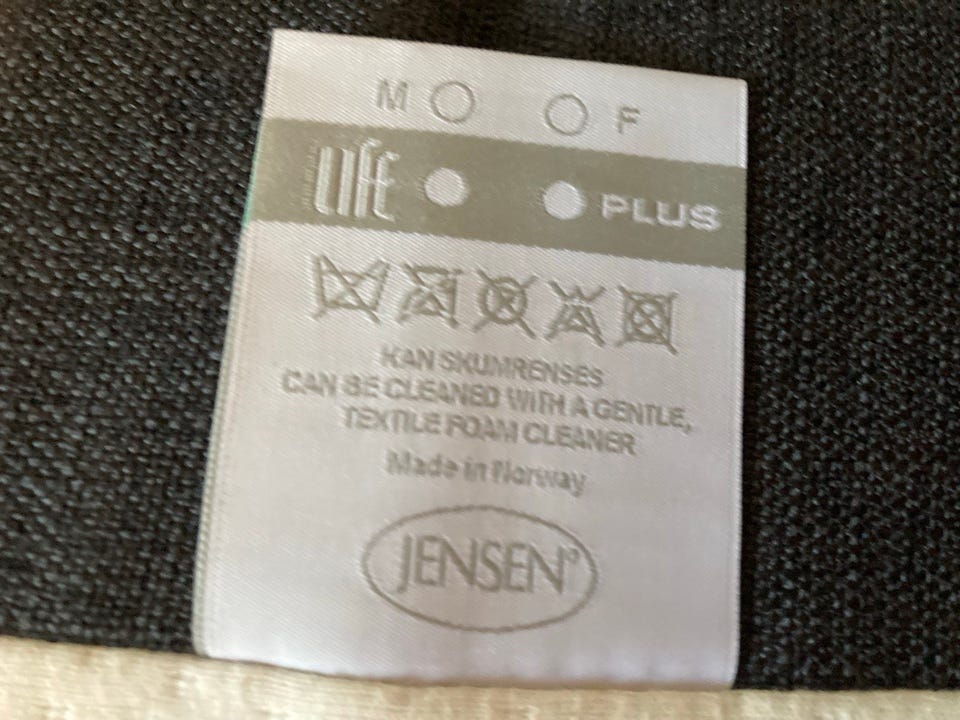 M F
Life PLUS
KAN SKUMRENSES
CAN BE CLEANED WITH A GENTLE,
TEXTILE FOAM CLEANER
Made in Norway
JENSEN®